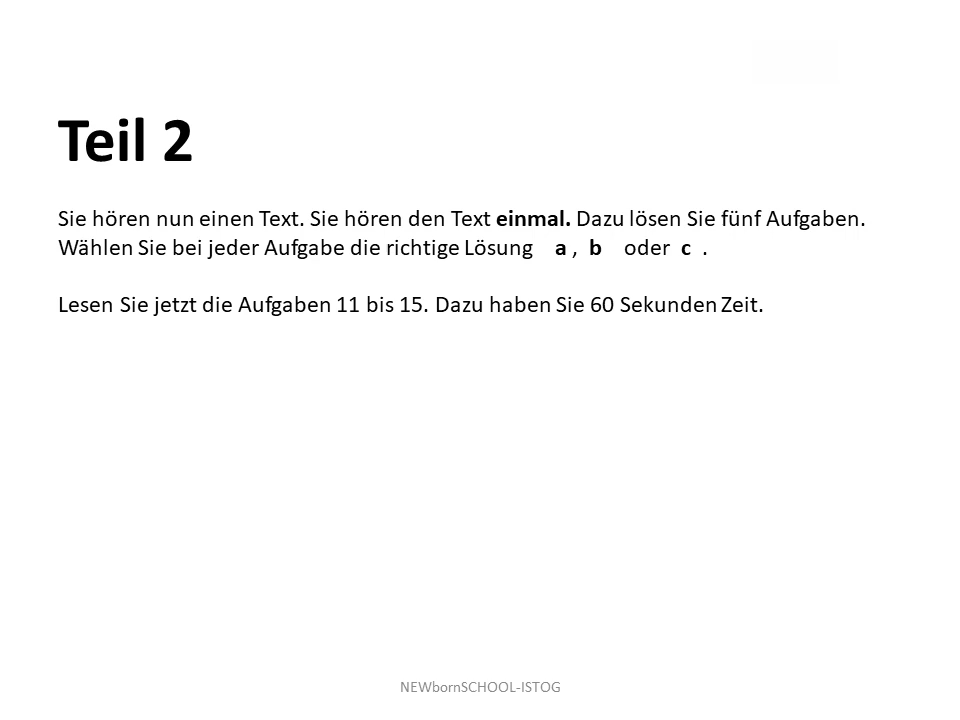 Teil 2
Sie hören nun einen Text. Sie hören den Text einmal. Dazu lösen Sie fünf Aufgaben.
Wählen Sie bei jeder Aufgabe die richtige Lösung a , b oder c .
Lesen Sie jetzt die Aufgaben 11 bis 15. Dazu haben Sie 60 Sekunden Zeit.
NEWbornSCHOOL-ISTOG